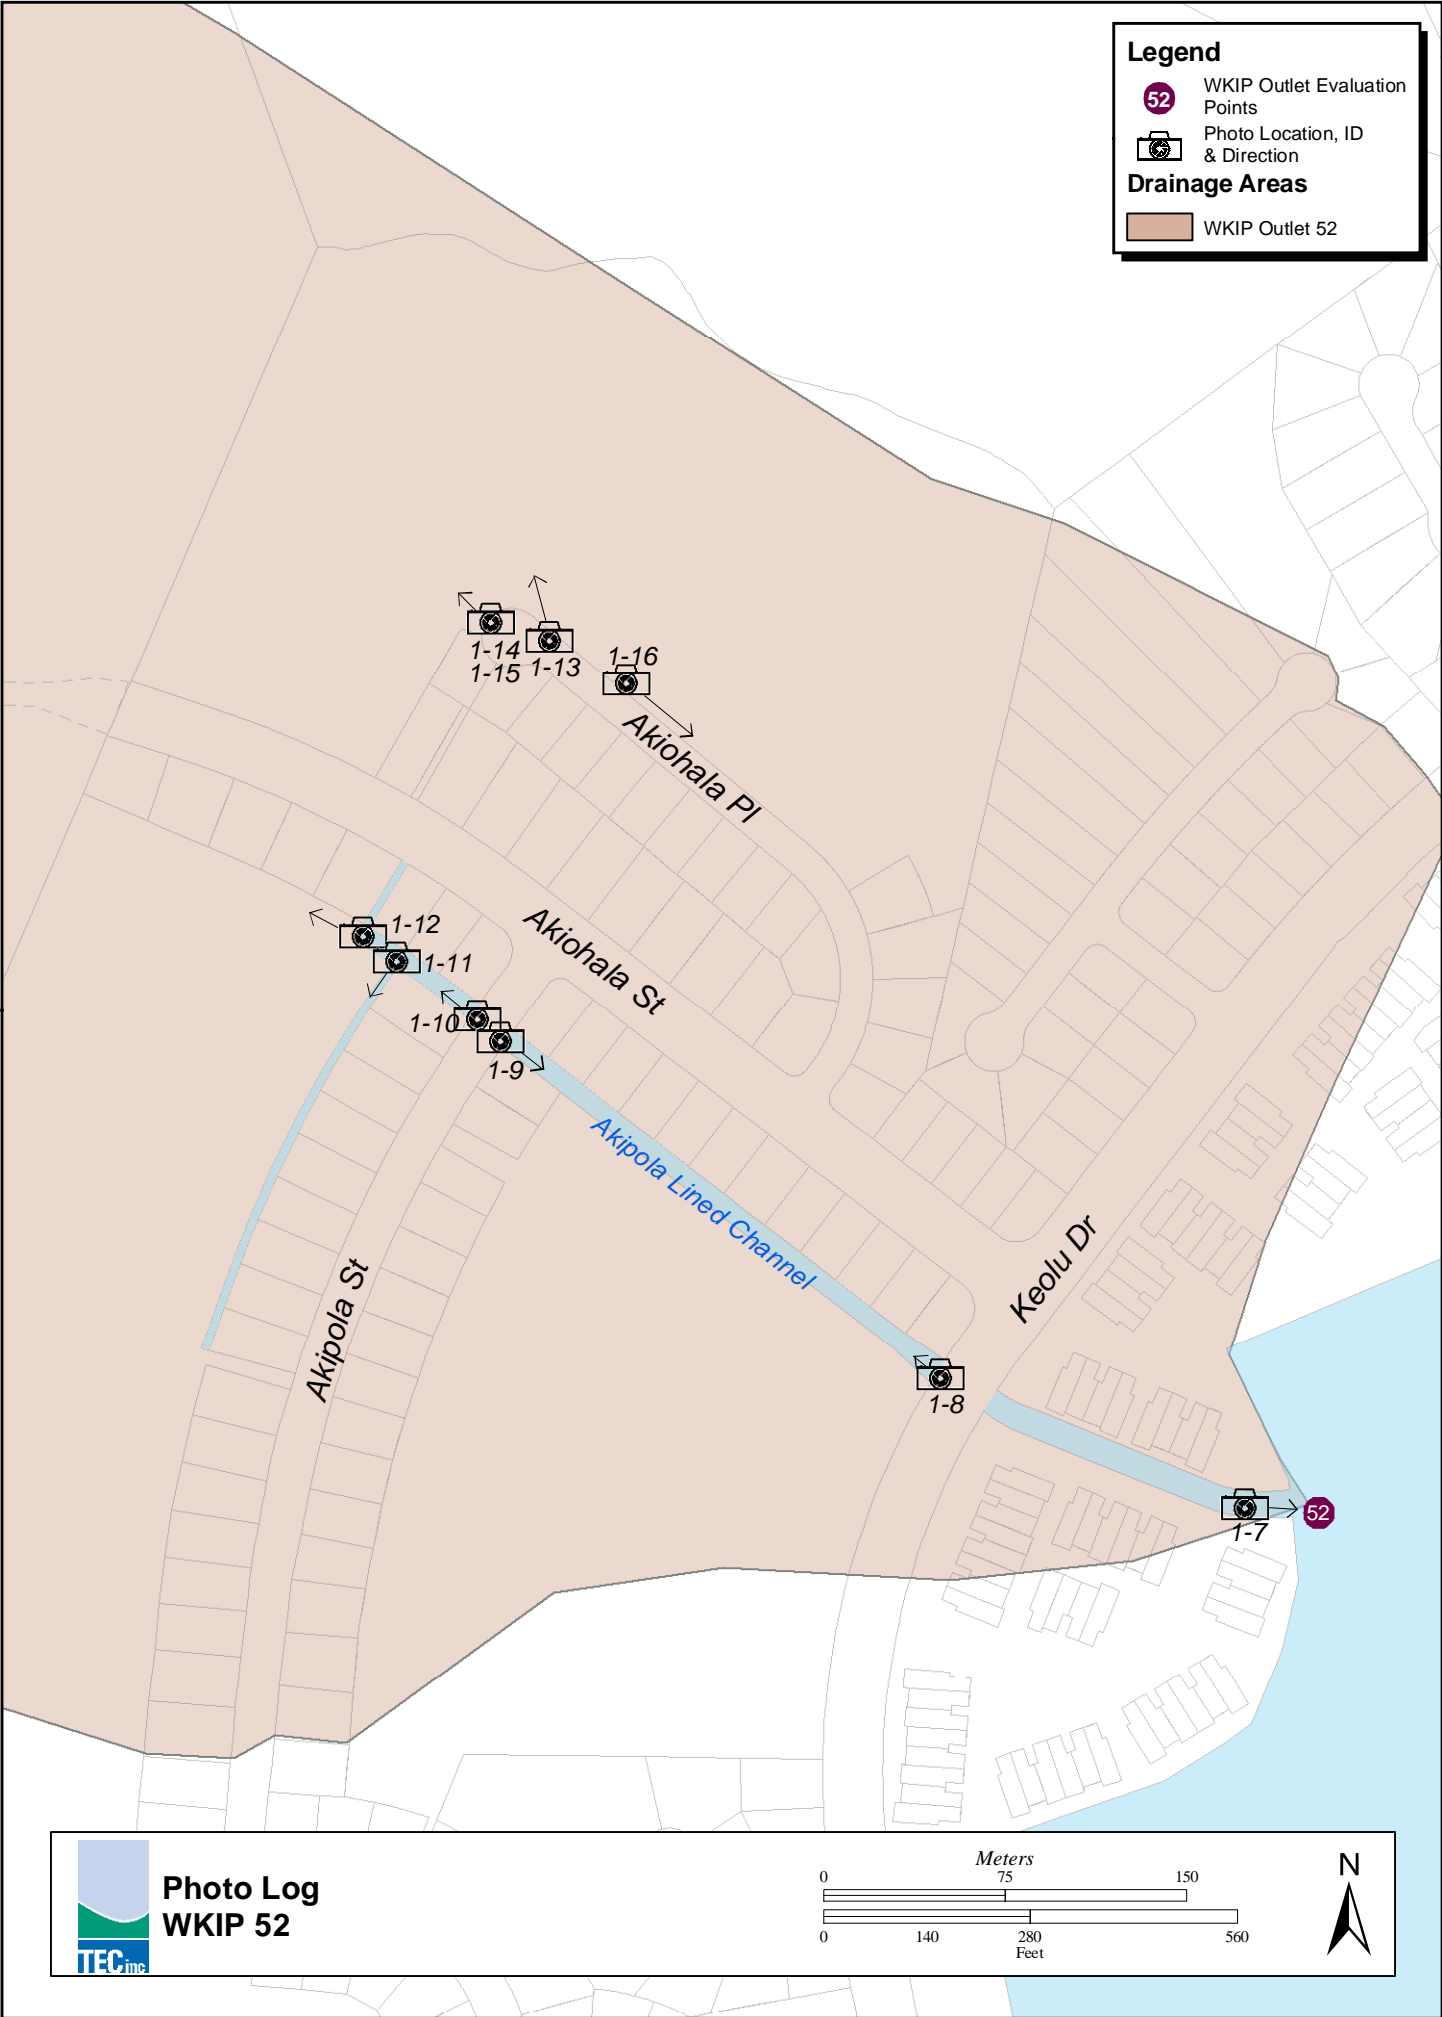 Legend
52
WKIP Outlet Evaluation
Points
Photo Location, ID
& Direction
Drainage Areas
WKIP Outlet 52
1-14
1-15
1-13
1-16
Akiohala Pl
1-12
1-11
Akiohala St
1-10
1-9
Akipola Lined Channel
Akipola St
Keolu Dr
1-8
1-7
52
Photo Log
WKIP 52
TECinc
Meters
0 75 150
0 140 280 560
Feet
N